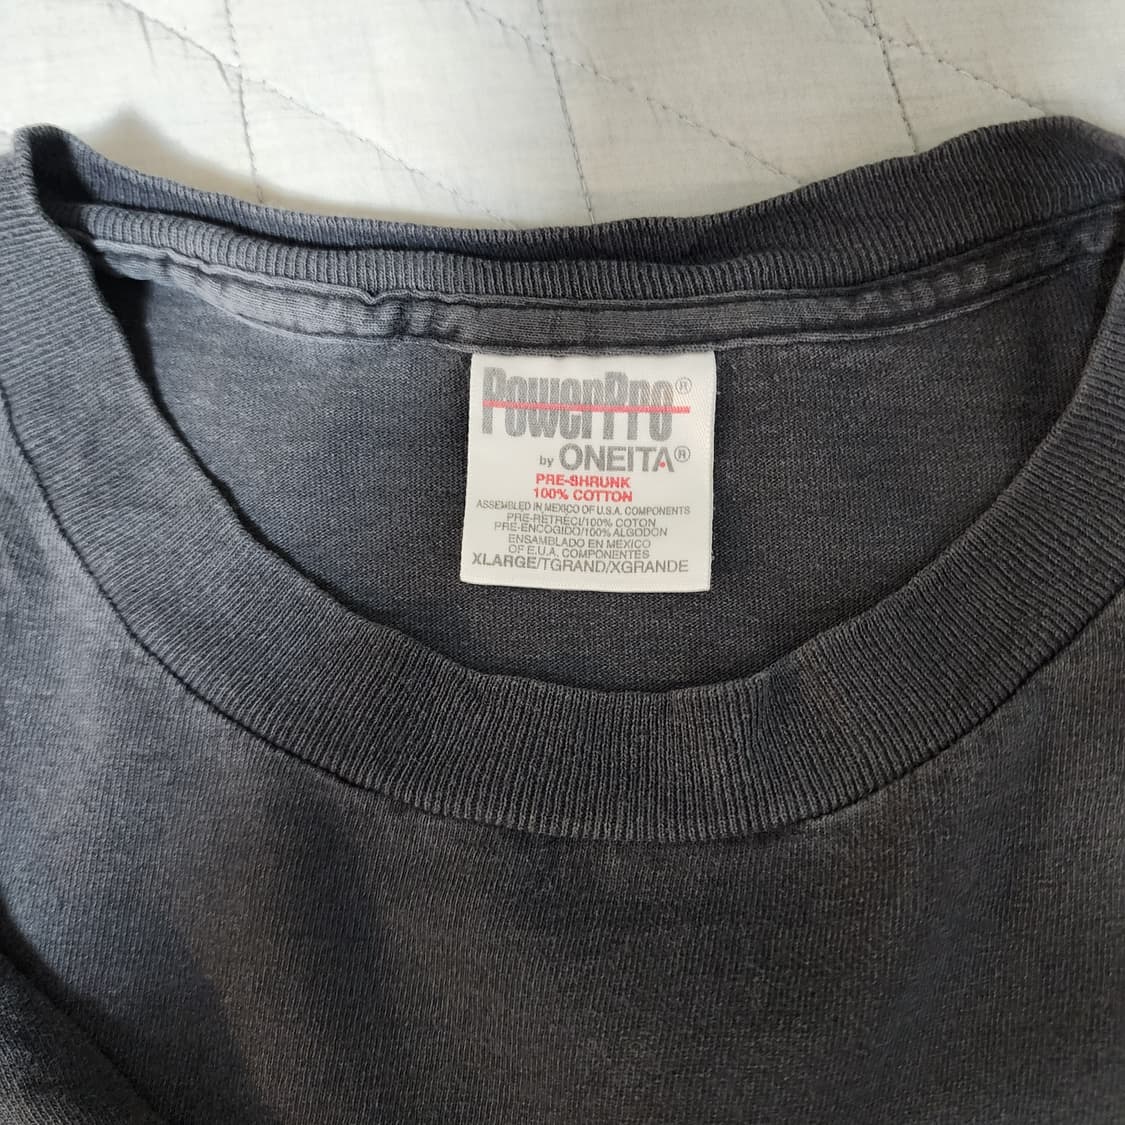 PowerPro®
by ONEITA®
PRE-SHRUNK
100% COTTON
ASSEMBLED IN MEXICO OF U.S.A. COMPONENTS
PRE-RETRECI/100% COTON
PRE-ENCOGIDO/100% ALGODON
ENSAMBLADO EN MEXICO
OF E.U.A. COMPONENTES
XLARGE/TGRAND/XGRANDE